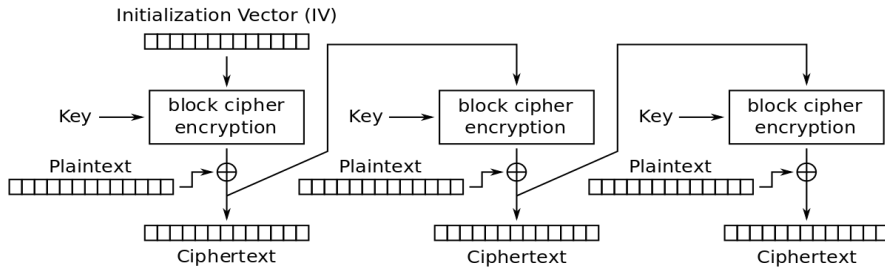 Initialization Vector (IV)
Key
block cipher
encryption
Key
block cipher
encryption
Key
block cipher
encryption
Plaintext
Plaintext
Plaintext
Ciphertext
Ciphertext
Ciphertext